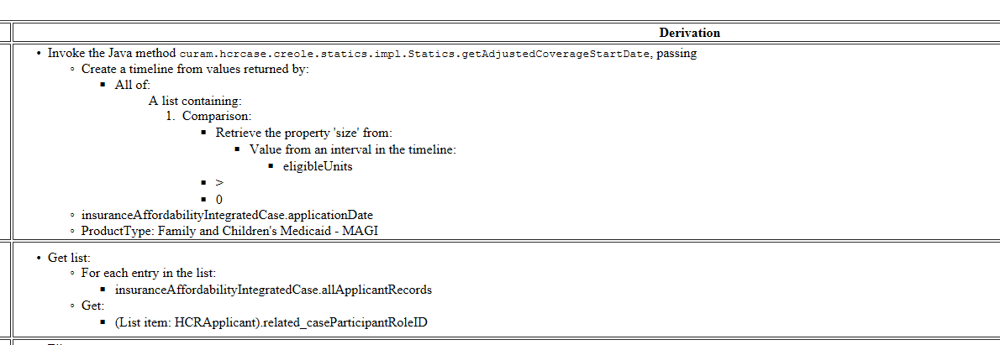 Derivation
• Invoke the Java method curam.hcrcase.creole.statics.impl.Statics.getAdjustedCoverageStartDate, passing
◦ Create a timeline from values returned by:
▪ All of:
A list containing:
1. Comparison:
▪ Retrieve the property 'size' from:
▪ Value from an interval in the timeline:
▪ eligibleUnits
▪ >
▪ 0
◦ insuranceAffordabilityIntegratedCase.applicationDate
◦ ProductType: Family and Children's Medicaid - MAGI
• Get list:
◦ For each entry in the list:
▪ insuranceAffordabilityIntegratedCase.allApplicantRecords
◦ Get:
▪ (List item: HCRApplicant).related_caseParticipantRoleID